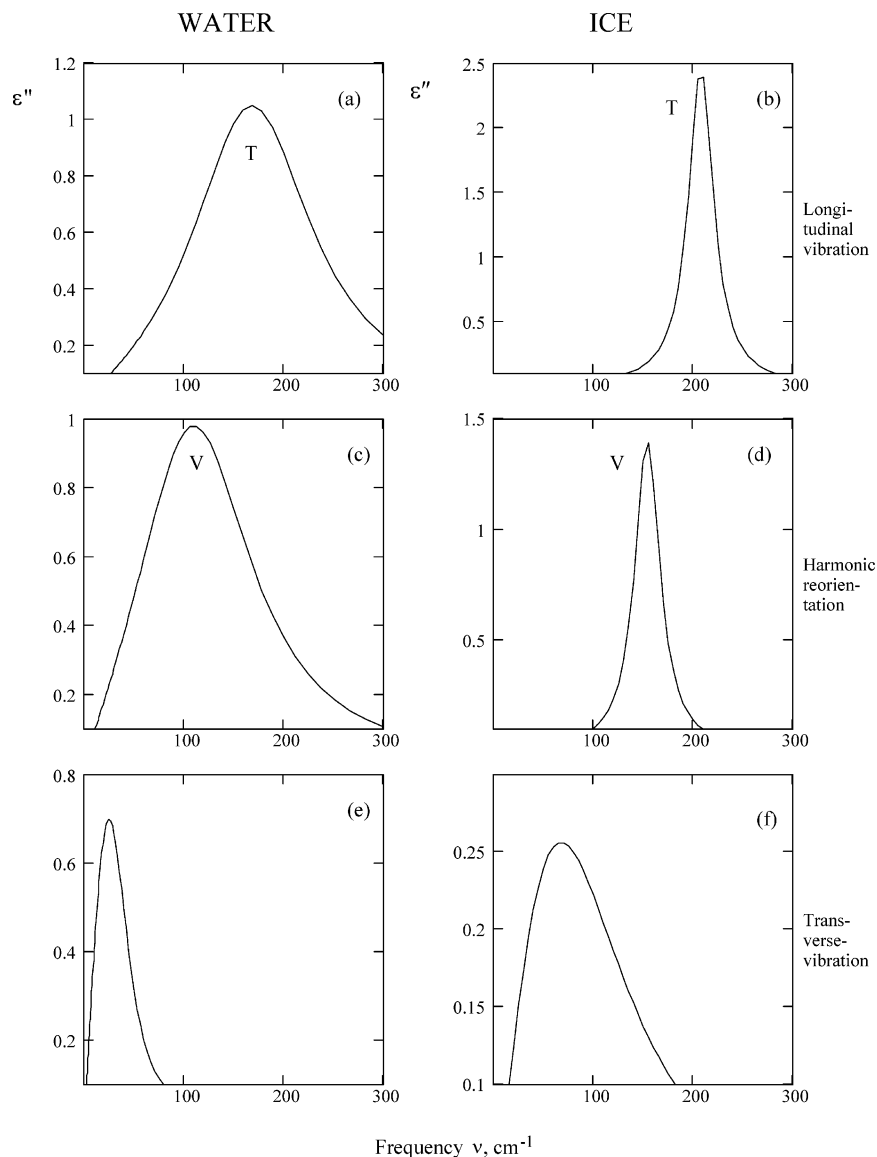 WATER
ICE
ε"
1.2
1
0.8
0.6
0.4
0.2
100
200
300
(a)
T
ε″
2.5
2
1.5
1
0.5
100
200
300
(b)
T
Longi-
tudinal
vibration
1
0.8
0.6
0.4
0.2
100
200
300
(c)
V
1.5
1
0.5
100
200
300
(d)
V
Harmonic
reorien-
tation
0.8
0.6
0.4
0.2
100
200
300
(e)
0.25
0.2
0.15
0.1
100
200
300
(f)
Trans-
verse-
vibration
Frequency ν, cm⁻¹